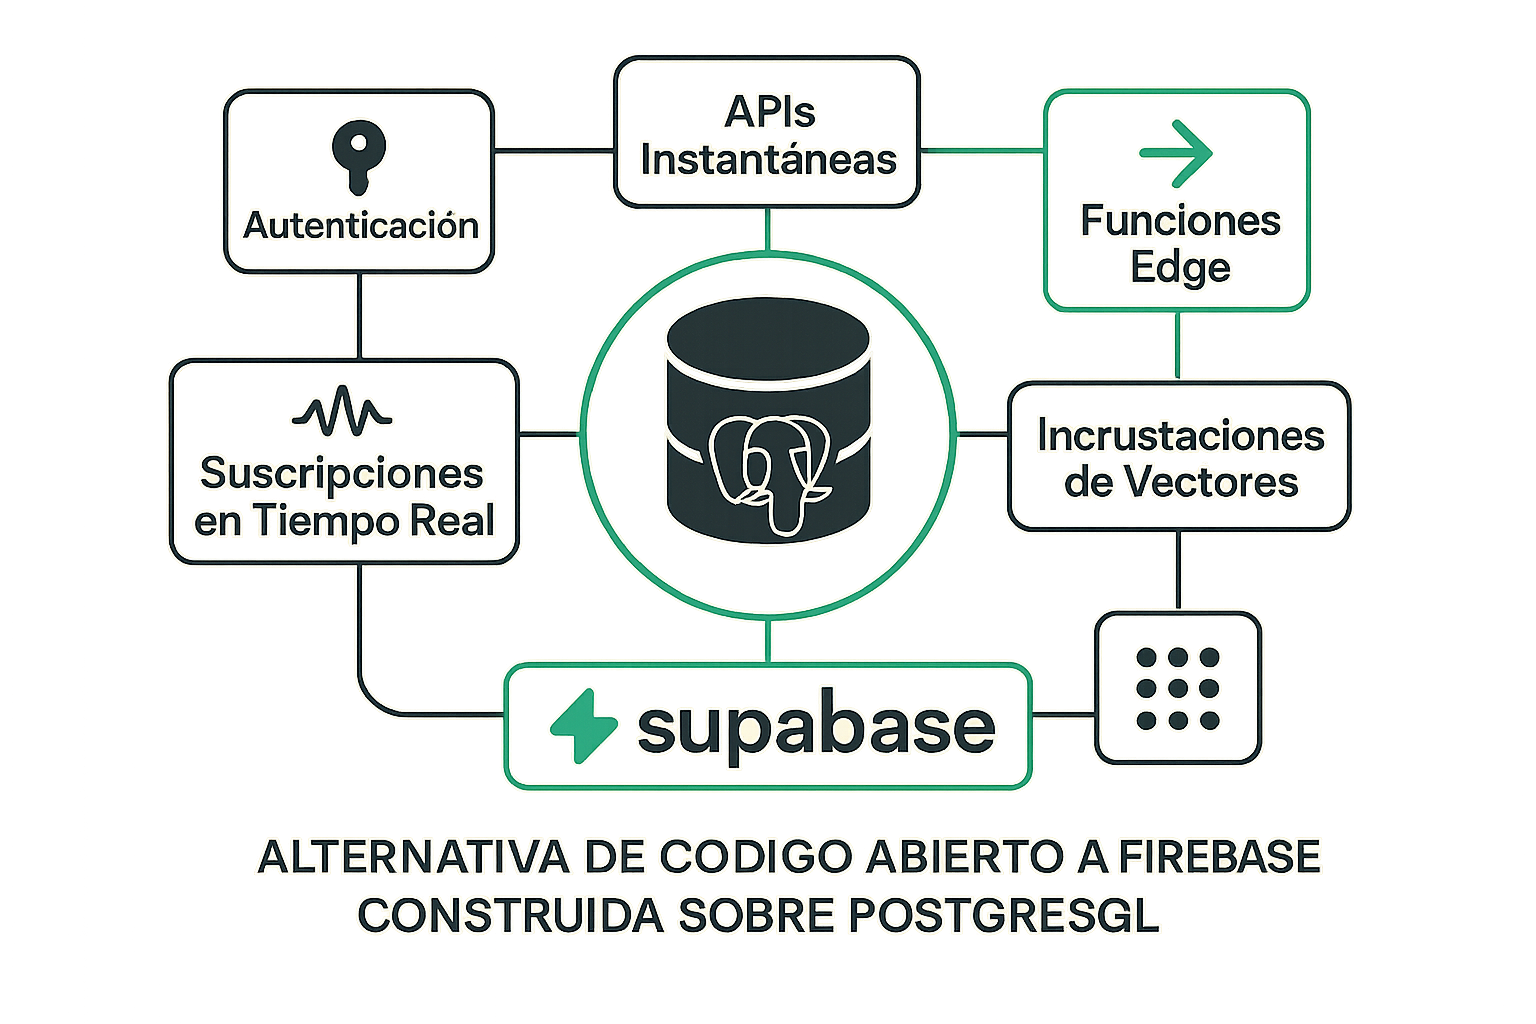 APIs
Instantáneas
Autenticación
Funciones
Edge
Suscripciones
en Tiempo Real
Incrustaciones
de Vectores
supabase
ALTERNATIVA DE CODIGO ABIERTO A FIREBASE
CONSTRUIDA SOBRE POSTGRESGL